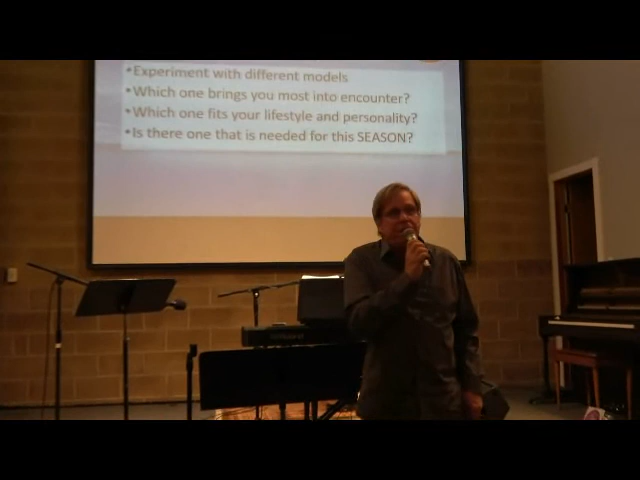 •Experiment with different models
•Which one brings you most into encounter?
•Which one fits your lifestyle and personality?
•Is there one that is needed for this SEASON?
Roland